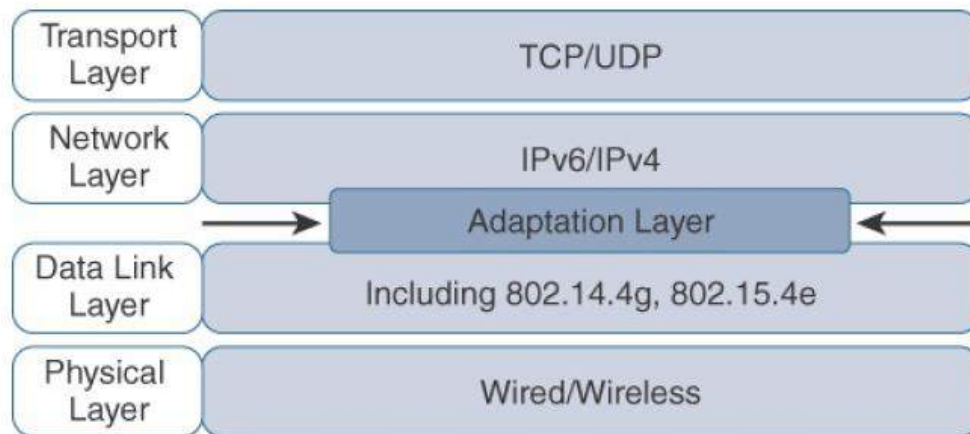 Transport
Layer
TCP/UDP
Network
Layer
IPv6/IPv4
Adaptation Layer
Data Link
Layer
Including 802.14.4g, 802.15.4e
Physical
Layer
Wired/Wireless